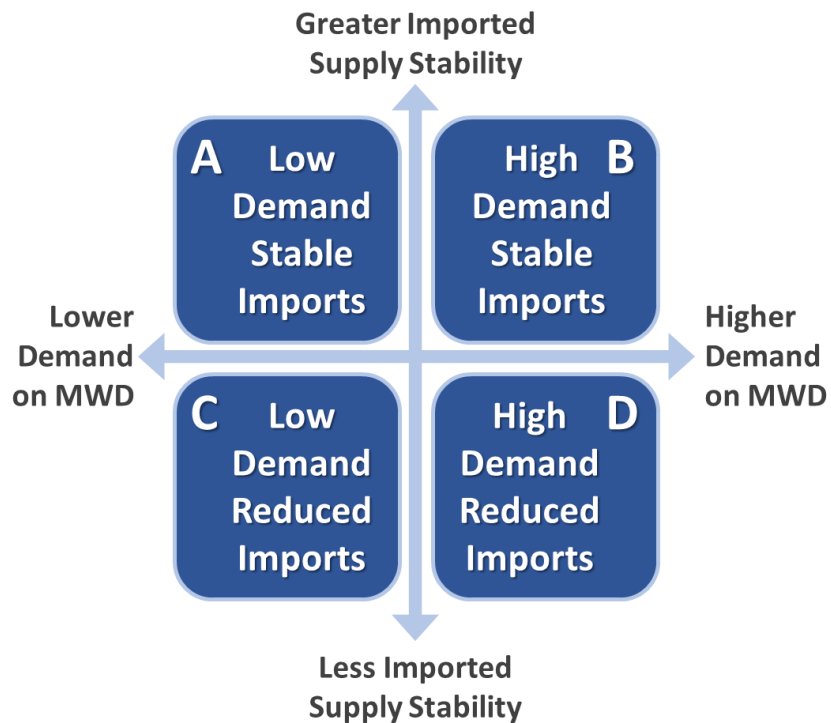 Greater Imported
Supply Stability
A Low
Demand
Stable
Imports
High B
Demand
Stable
Imports
Lower
Demand
on MWD
Higher
Demand
on MWD
C Low
Demand
Reduced
Imports
High D
Demand
Reduced
Imports
Less Imported
Supply Stability